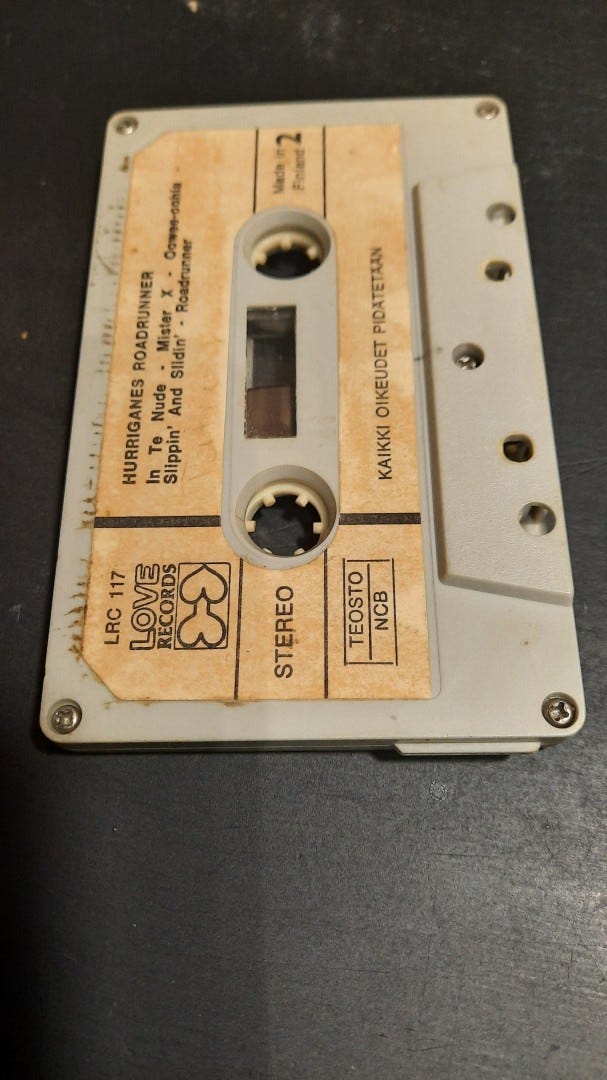 HURRIGANES ROADRUNNER
In Te Nude - Mister X - Oowee-oohla -
Slippin' And Slidin' - Roadrunner
Made in
Finland
2
LRC 117
LOVE
RECORDS
STEREO
TEOSTO
NCB
KAIKKI OIKEUDET PIDÄTETÄÄN